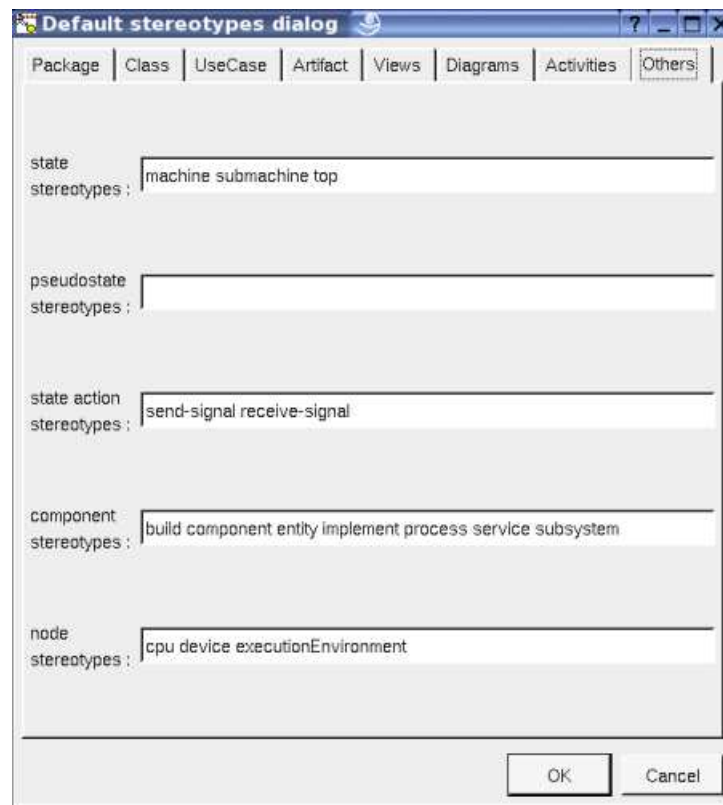 Default stereotypes dialog
Package Class UseCase Artifact Views Diagrams Activities Others
state
stereotypes :
machine submachine top
pseudostate
stereotypes :
state action
stereotypes :
send-signal receive-signal
component
stereotypes :
build component entity implement process service subsystem
node
stereotypes :
cpu device executionEnvironment
OK Cancel